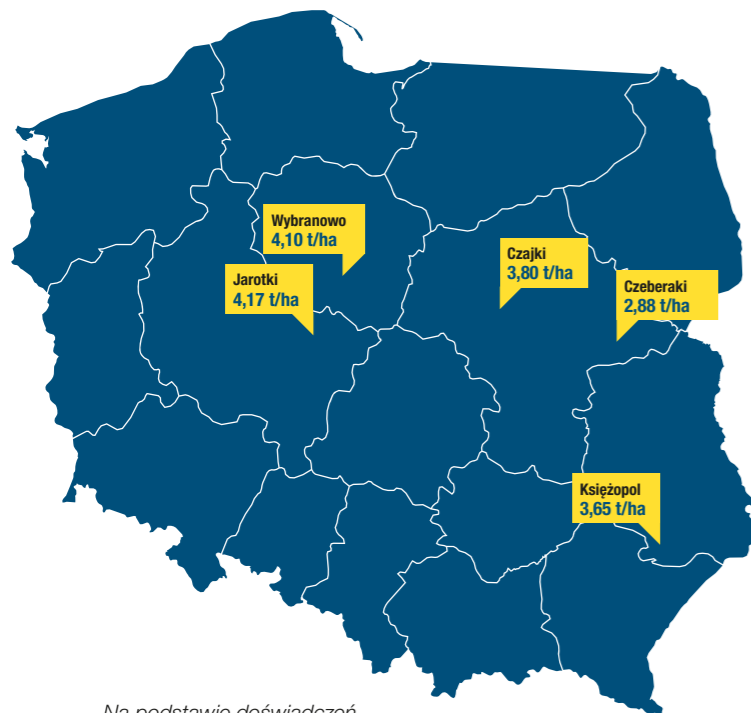 Wybranowo
4,10 t/ha
Jarotki
4,17 t/ha
Czajki
3,80 t/ha
Czeberaki
2,88 t/ha
Księżopol
3,65 t/ha
Na podstawie doświadczeń